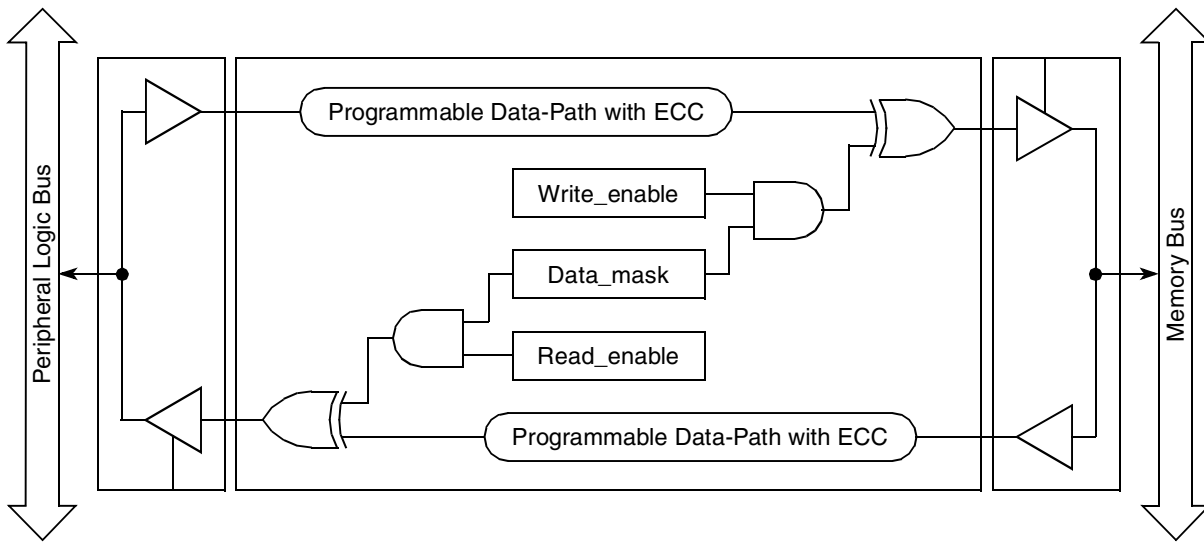 Peripheral Logic Bus
Programmable Data-Path with ECC
Write_enable
Data_mask
Read_enable
Programmable Data-Path with ECC
Memory Bus